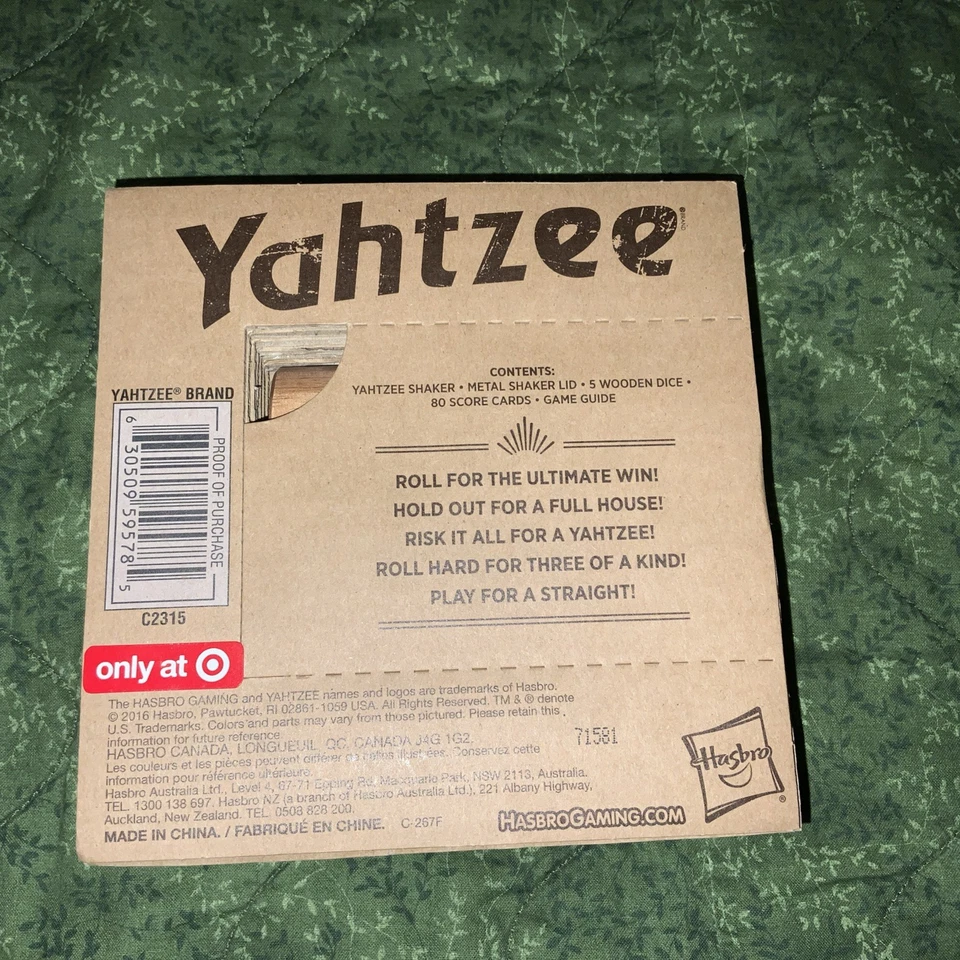 Yahtzee
®BRAND
CONTENTS:
YAHTZEE SHAKER • METAL SHAKER LID • 5 WOODEN DICE •
80 SCORE CARDS • GAME GUIDE
YAHTZEE® BRAND
PROOF OF PURCHASE
6 30509 59578 5
C2315
ROLL FOR THE ULTIMATE WIN!
HOLD OUT FOR A FULL HOUSE!
RISK IT ALL FOR A YAHTZEE!
ROLL HARD FOR THREE OF A KIND!
PLAY FOR A STRAIGHT!
only at
The HASBRO GAMING and YAHTZEE names and logos are trademarks of Hasbro.
© 2016 Hasbro, Pawtucket, RI 02861-1059 USA. All Rights Reserved. TM & ® denote
U.S. Trademarks. Colors and parts may vary from those pictured. Please retain this
information for future reference.
HASBRO CANADA, LONGUEUIL, QC, CANADA J4G 1G2.
Les couleurs et les pièces peuvent différer de celles illustrées. Conservez cette
information pour référence ultérieure.
Hasbro Australia Ltd., Level 4, 67-71 Epping Rd, Macquarie Park, NSW 2113, Australia.
TEL. 1300 138 697. Hasbro NZ (a branch of Hasbro Australia Ltd.), 221 Albany Highway,
Auckland, New Zealand. TEL. 0508 828 200.
MADE IN CHINA. / FABRIQUÉ EN CHINE. C-267F
71581
HASBROGAMING.COM
Hasbro
®